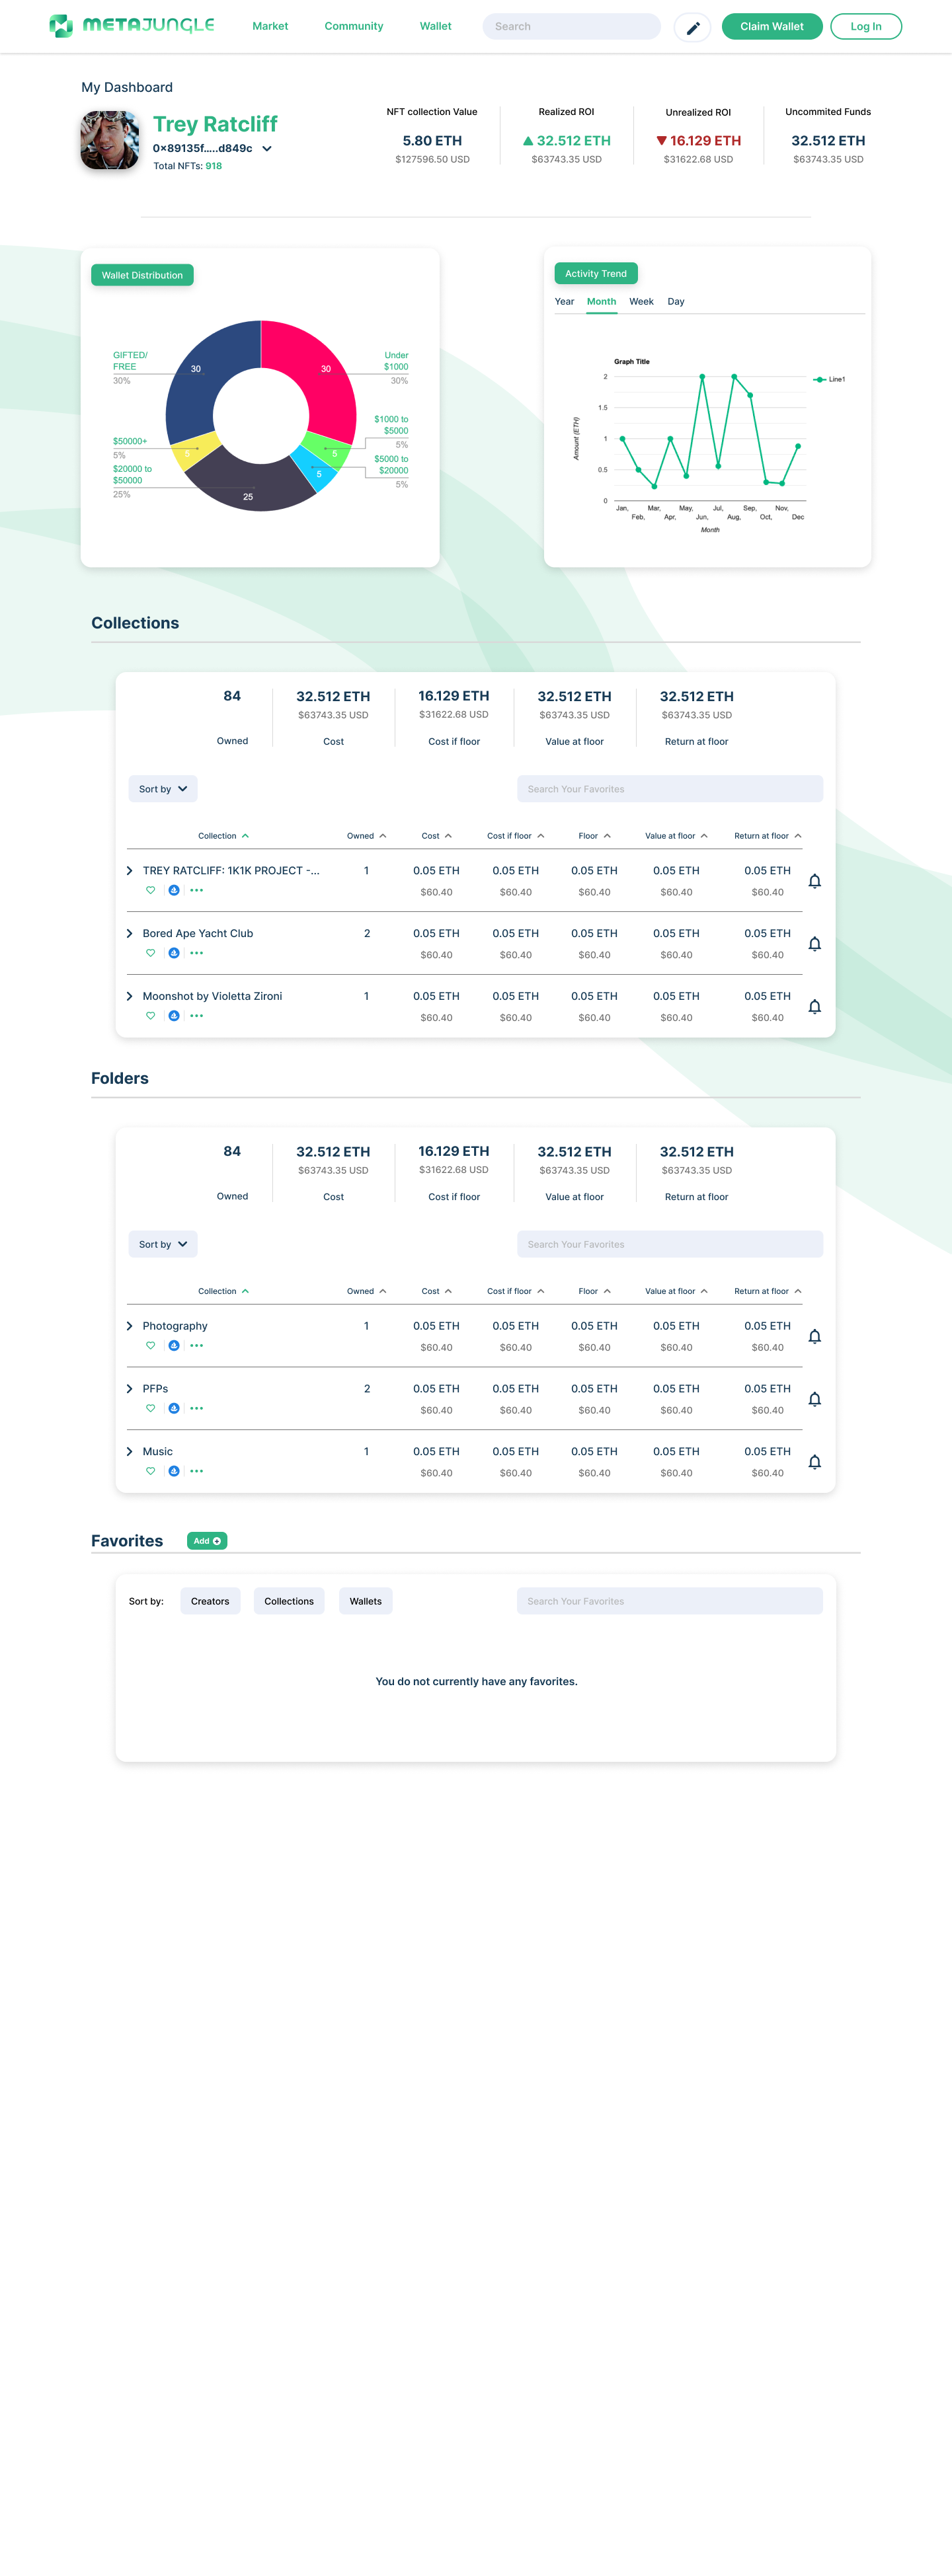 METAJUNGLE
Market Community Wallet Search Claim Wallet Log In
My Dashboard
Trey Ratcliff
0x89135f.....d849c
Total NFTs: 918
NFT collection Value Realized ROI Unrealized ROI Uncommited Funds
5.80 ETH 32.512 ETH 16.129 ETH 32.512 ETH
$127596.50 USD $63743.35 USD $31622.68 USD $63743.35 USD
Wallet Distribution
GIFTED/
FREE
30%
$50000+
5%
$20000 to
$50000
25%
30
30
5
5
5
25
Under
$1000
30%
$1000 to
$5000
5%
$5000 to
$20000
5%
Activity Trend
Year Month Week Day
Graph Title
Line1
2
1.5
1
0.5
0
Amount (ETH)
Jan, Mar, May, Jul, Sep, Nov,
Feb, Apr, Jun, Aug, Oct, Dec
Month
Collections
84 32.512 ETH 16.129 ETH 32.512 ETH 32.512 ETH
$63743.35 USD $31622.68 USD $63743.35 USD $63743.35 USD
Owned Cost Cost if floor Value at floor Return at floor
Sort by Search Your Favorites
Collection Owned Cost Cost if floor Floor Value at floor Return at floor
TREY RATCLIFF: 1K1K PROJECT -... 1 0.05 ETH 0.05 ETH 0.05 ETH 0.05 ETH 0.05 ETH
$60.40 $60.40 $60.40 $60.40 $60.40
Bored Ape Yacht Club 2 0.05 ETH 0.05 ETH 0.05 ETH 0.05 ETH 0.05 ETH
$60.40 $60.40 $60.40 $60.40 $60.40
Moonshot by Violetta Zironi 1 0.05 ETH 0.05 ETH 0.05 ETH 0.05 ETH 0.05 ETH
$60.40 $60.40 $60.40 $60.40 $60.40
Folders
84 32.512 ETH 16.129 ETH 32.512 ETH 32.512 ETH
$63743.35 USD $31622.68 USD $63743.35 USD $63743.35 USD
Owned Cost Cost if floor Value at floor Return at floor
Sort by Search Your Favorites
Collection Owned Cost Cost if floor Floor Value at floor Return at floor
Photography 1 0.05 ETH 0.05 ETH 0.05 ETH 0.05 ETH 0.05 ETH
$60.40 $60.40 $60.40 $60.40 $60.40
PFPs 2 0.05 ETH 0.05 ETH 0.05 ETH 0.05 ETH 0.05 ETH
$60.40 $60.40 $60.40 $60.40 $60.40
Music 1 0.05 ETH 0.05 ETH 0.05 ETH 0.05 ETH 0.05 ETH
$60.40 $60.40 $60.40 $60.40 $60.40
Favorites Add
Sort by: Creators Collections Wallets Search Your Favorites
You do not currently have any favorites.